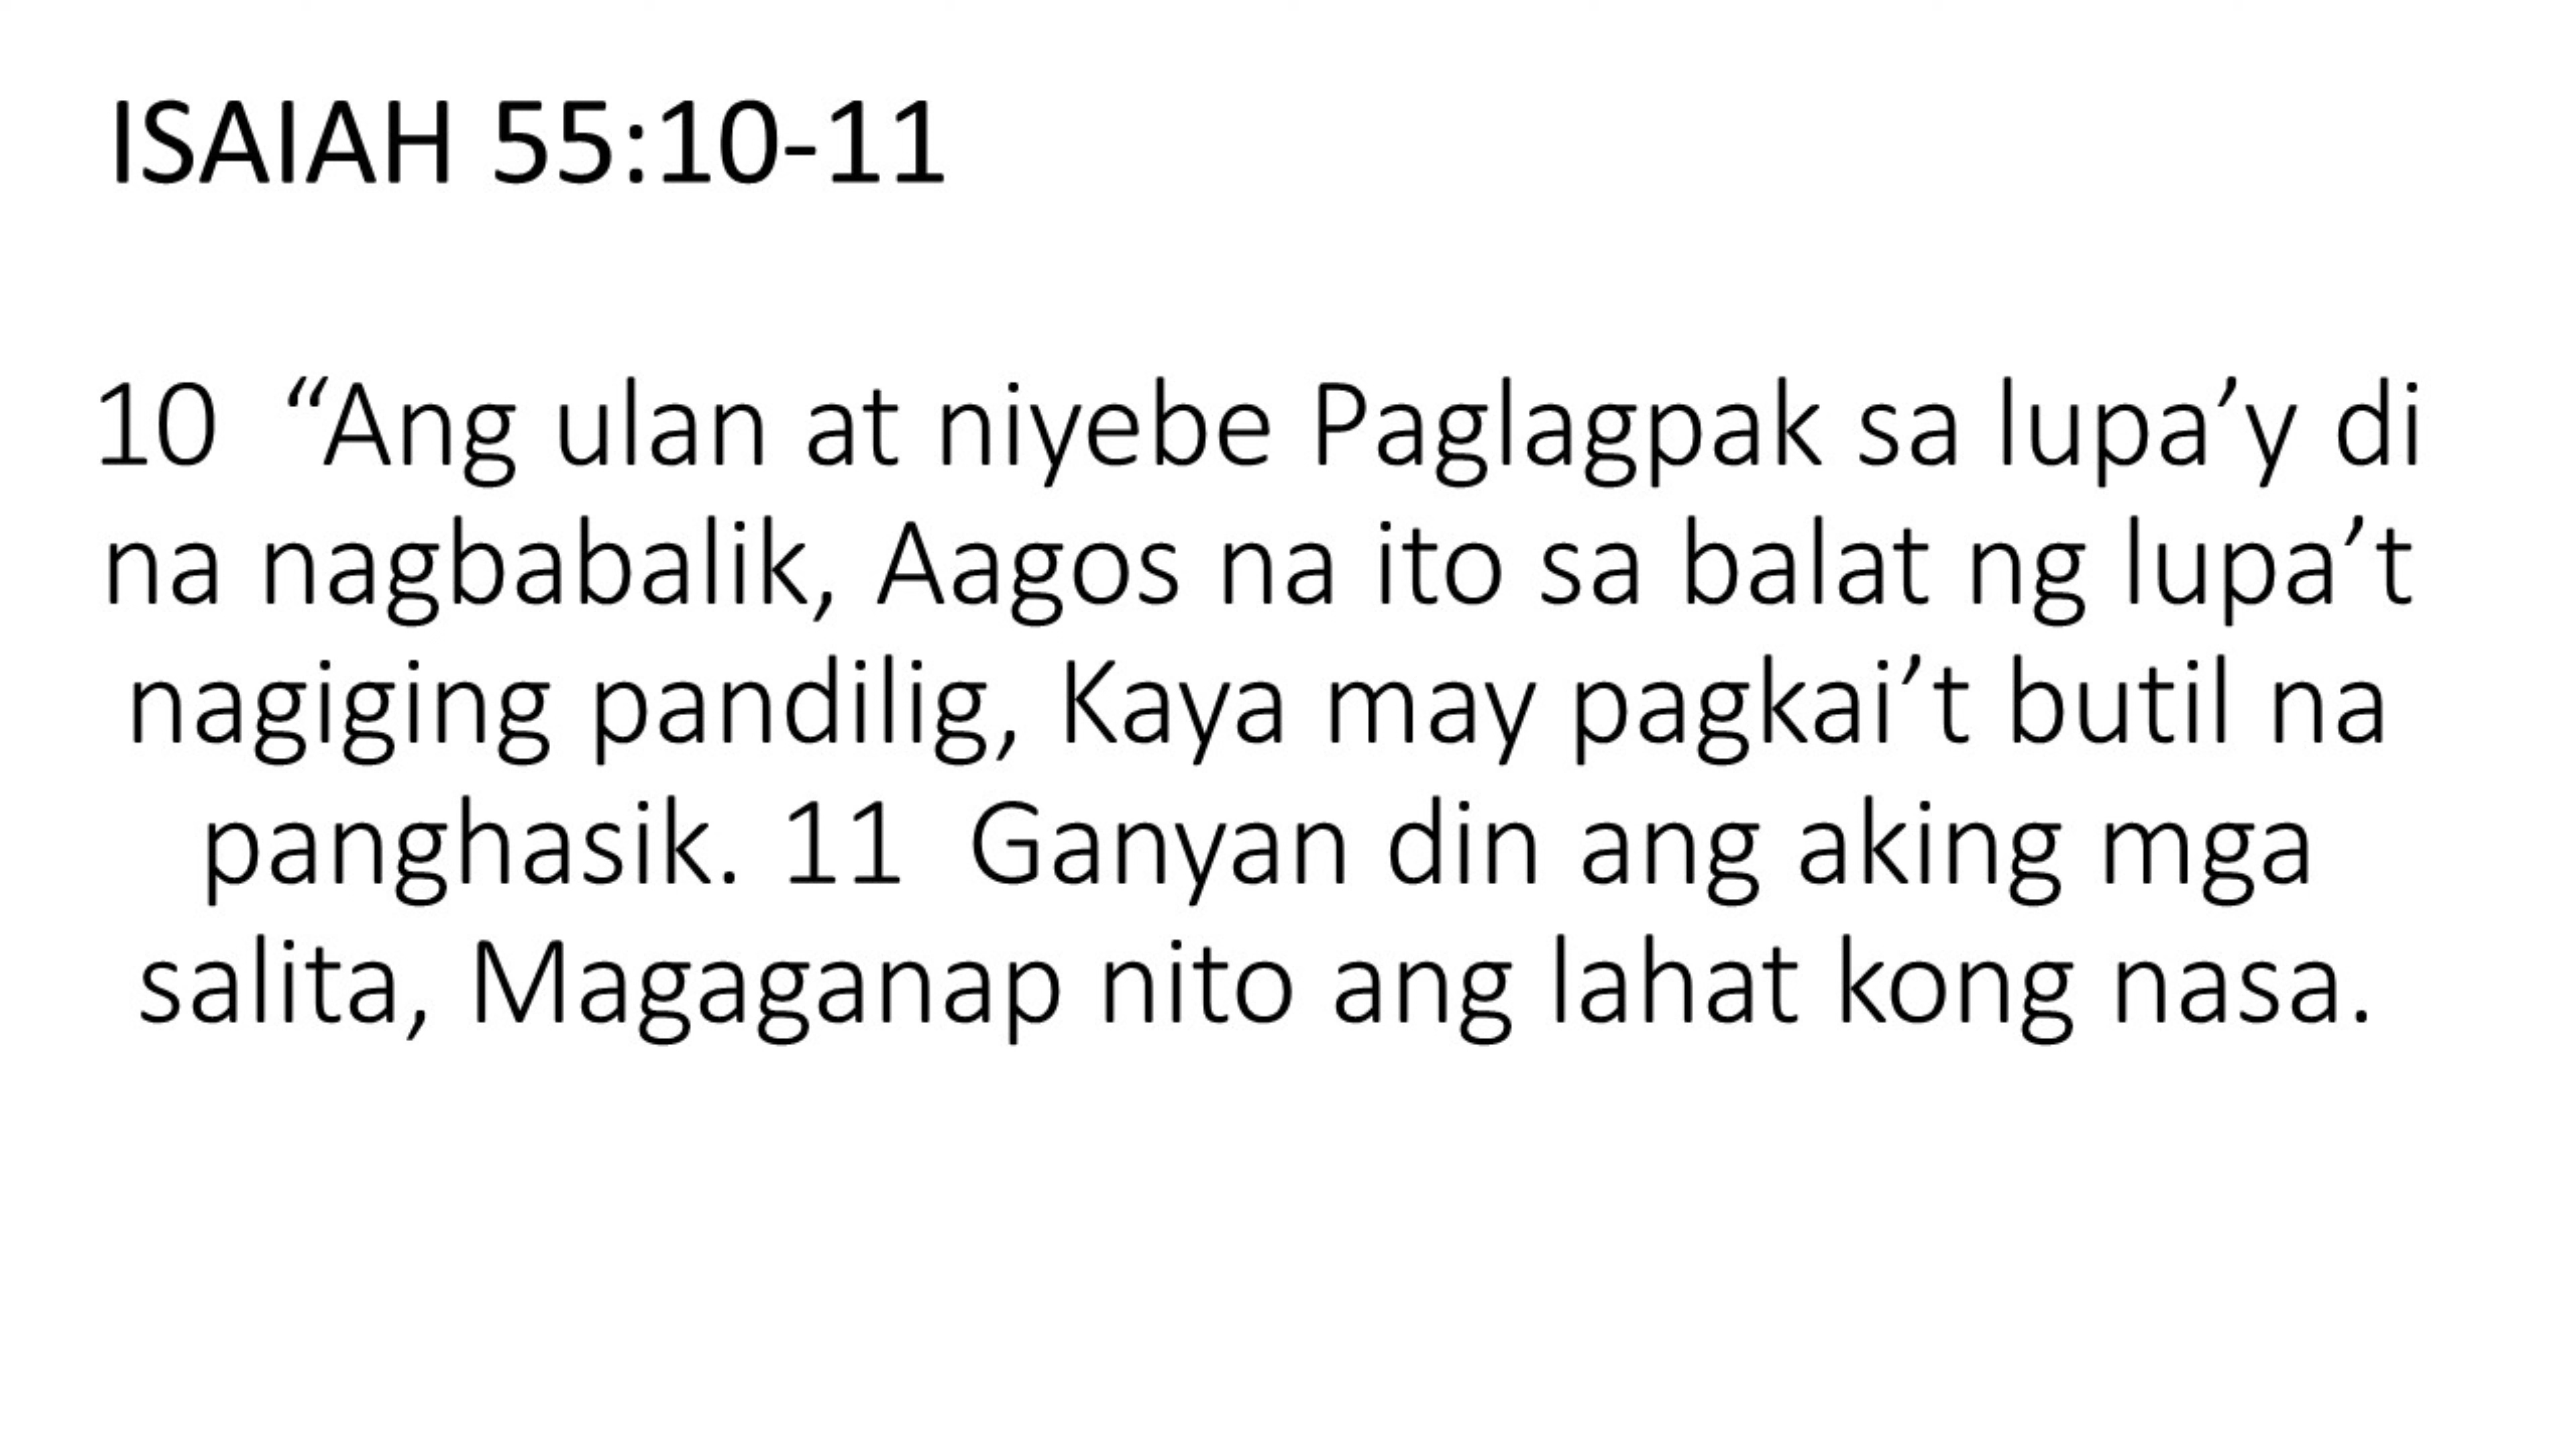 ISAIAH 55:10-11
10  “Ang ulan at niyebe Paglagpak sa lupa’y di
na nagbabalik, Aagos na ito sa balat ng lupa’t
nagiging pandilig, Kaya may pagkai’t butil na
panghasik. 11  Ganyan din ang aking mga
salita, Magaganap nito ang lahat kong nasa.